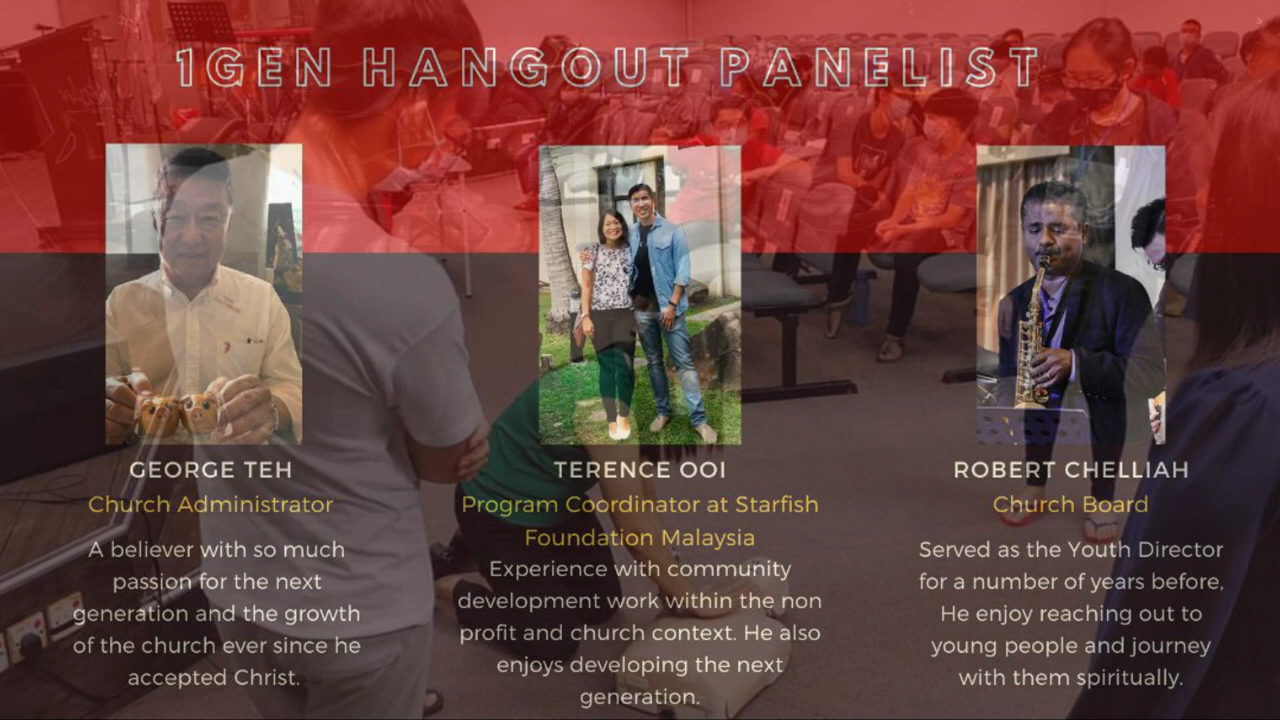 1GEN HANGOUT PANELIST
GEORGE TEH
Church Administrator
A believer with so much
passion for the next
generation and the growth
of the church ever since he
accepted Christ.
TERENCE OOI
Program Coordinator at Starfish
Foundation Malaysia
Experience with community
development work within the non
profit and church context. He also
enjoys developing the next
generation.
ROBERT CHELLIAH
Church Board
Served as the Youth Director
for a number of years before,
He enjoy reaching out to
young people and journey
with them spiritually.